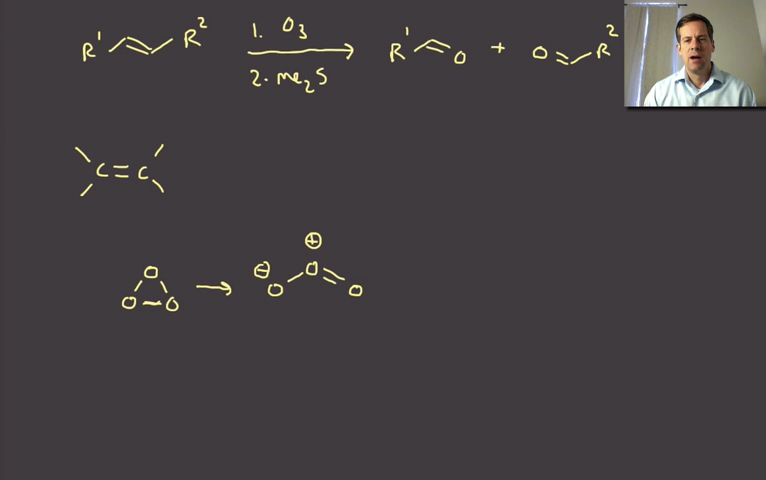 R¹ R² 1. O₃ R¹ O + O R²
2. Me₂S
C = C
⊕
O ⊖ O
O O O O